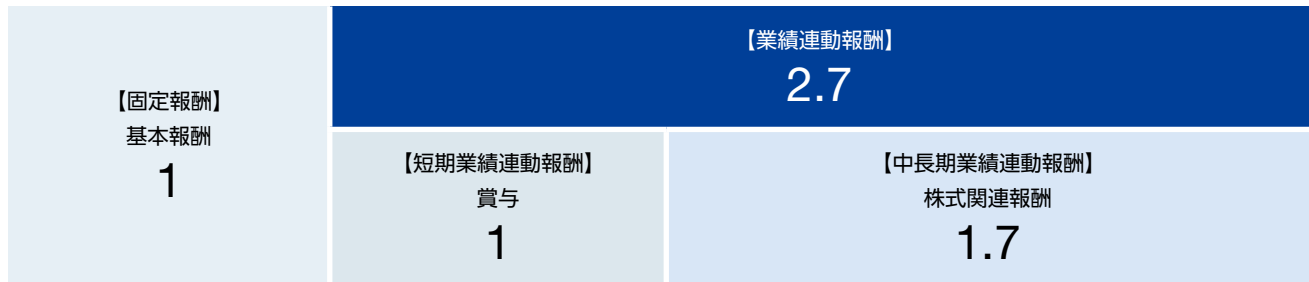 【固定報酬】
基本報酬
1
【業績連動報酬】
2.7
【短期業績連動報酬】
賞与
1
【中長期業績連動報酬】
株式関連報酬
1.7